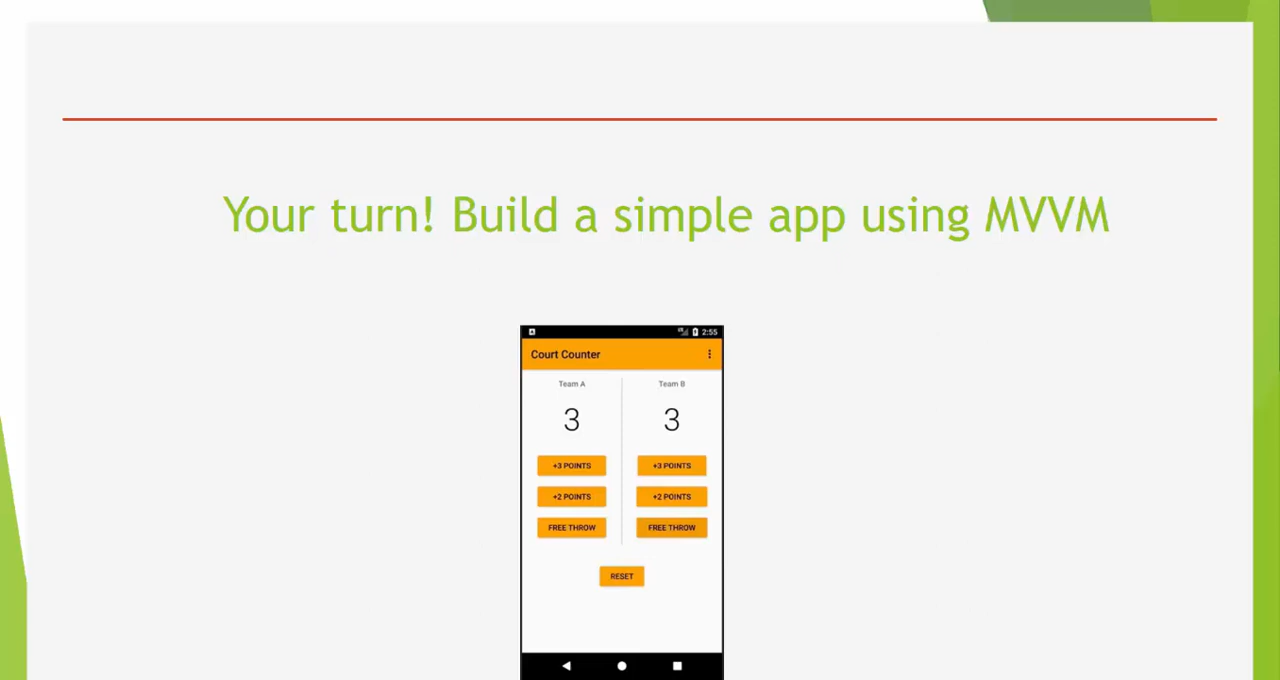 Your turn! Build a simple app using MVVM
2:55
Court Counter
Team A Team B
3 3
+3 POINTS +3 POINTS
+2 POINTS +2 POINTS
FREE THROW FREE THROW
RESET